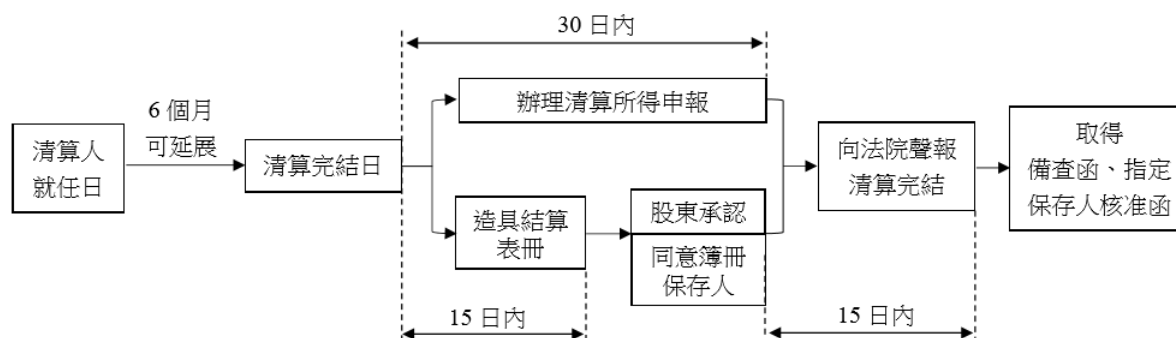 30 日內
6 個月
可延展
清算人
就任日
清算完結日
辦理清算所得申報
造具結算
表冊
股東承認
同意簿冊
保存人
向法院聲報
清算完結
取得
備查函、指定
保存人核准函
15 日內
15 日內